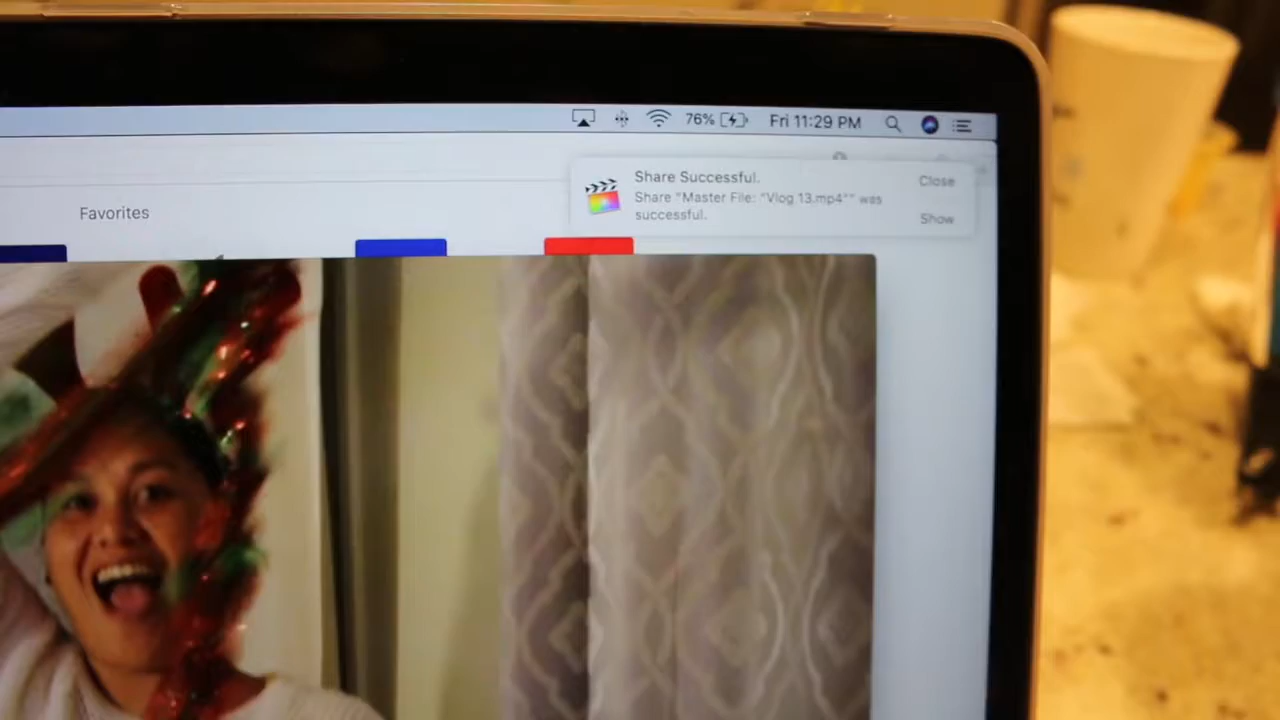 76%
Fri 11:29 PM
Share Successful.
Close
Share "Master File: "Vlog 13.mp4"" was
successful.
Show
Favorites